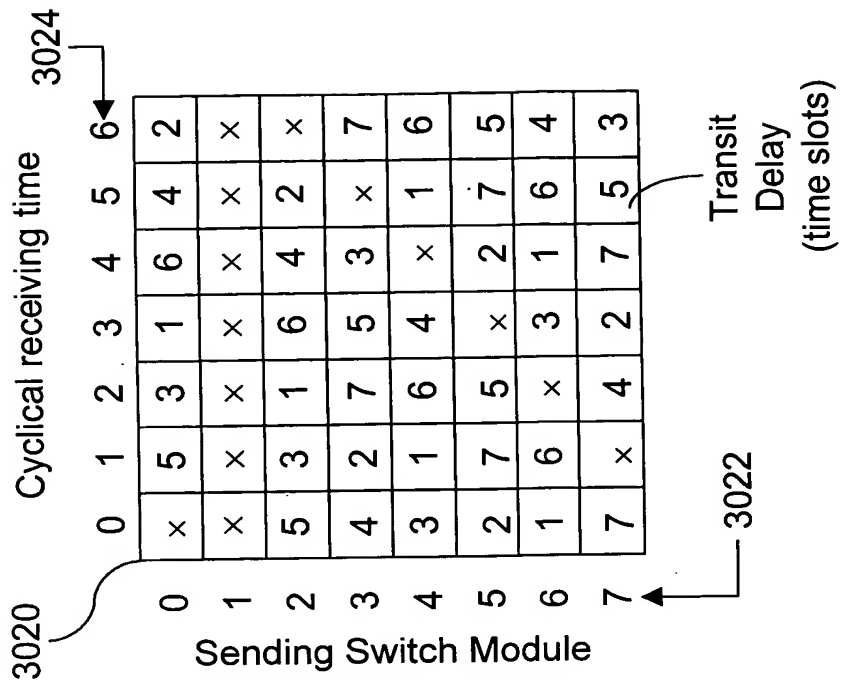 Cyclical receiving time
3024
3020
0 1 2 3 4 5 6
0 × 5 3 1 6 4 2
1 × × × × × × ×
2 5 3 1 6 4 2 ×
3 4 2 7 5 3 × 7
4 3 1 6 4 × 1 6
5 2 7 5 × 2 7 5
6 1 6 × 3 1 6 4
7 7 × 4 2 7 5 3
Sending Switch Module
3022
Transit
Delay
(time slots)